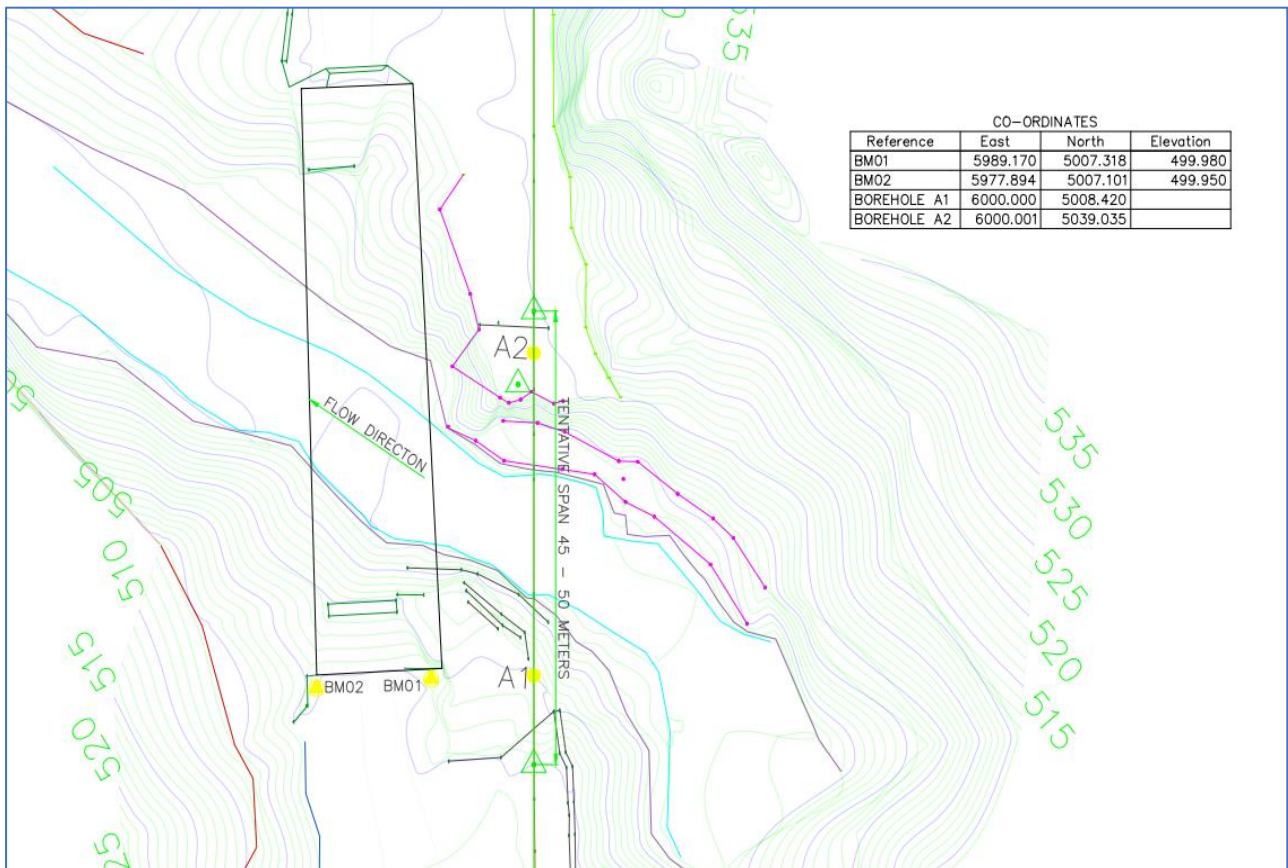 535
CO-ORDINATES
Reference East North Elevation
BM01 5989.170 5007.318 499.980
BM02 5977.894 5007.101 499.950
BOREHOLE A1 6000.000 5008.420
BOREHOLE A2 6000.001 5039.035
A2
FLOW DIRECTON
TENTATIVE SPAN 45 - 50 METERS
505
510
515
520
535
530
525
520
515
A1
BM02 BM01